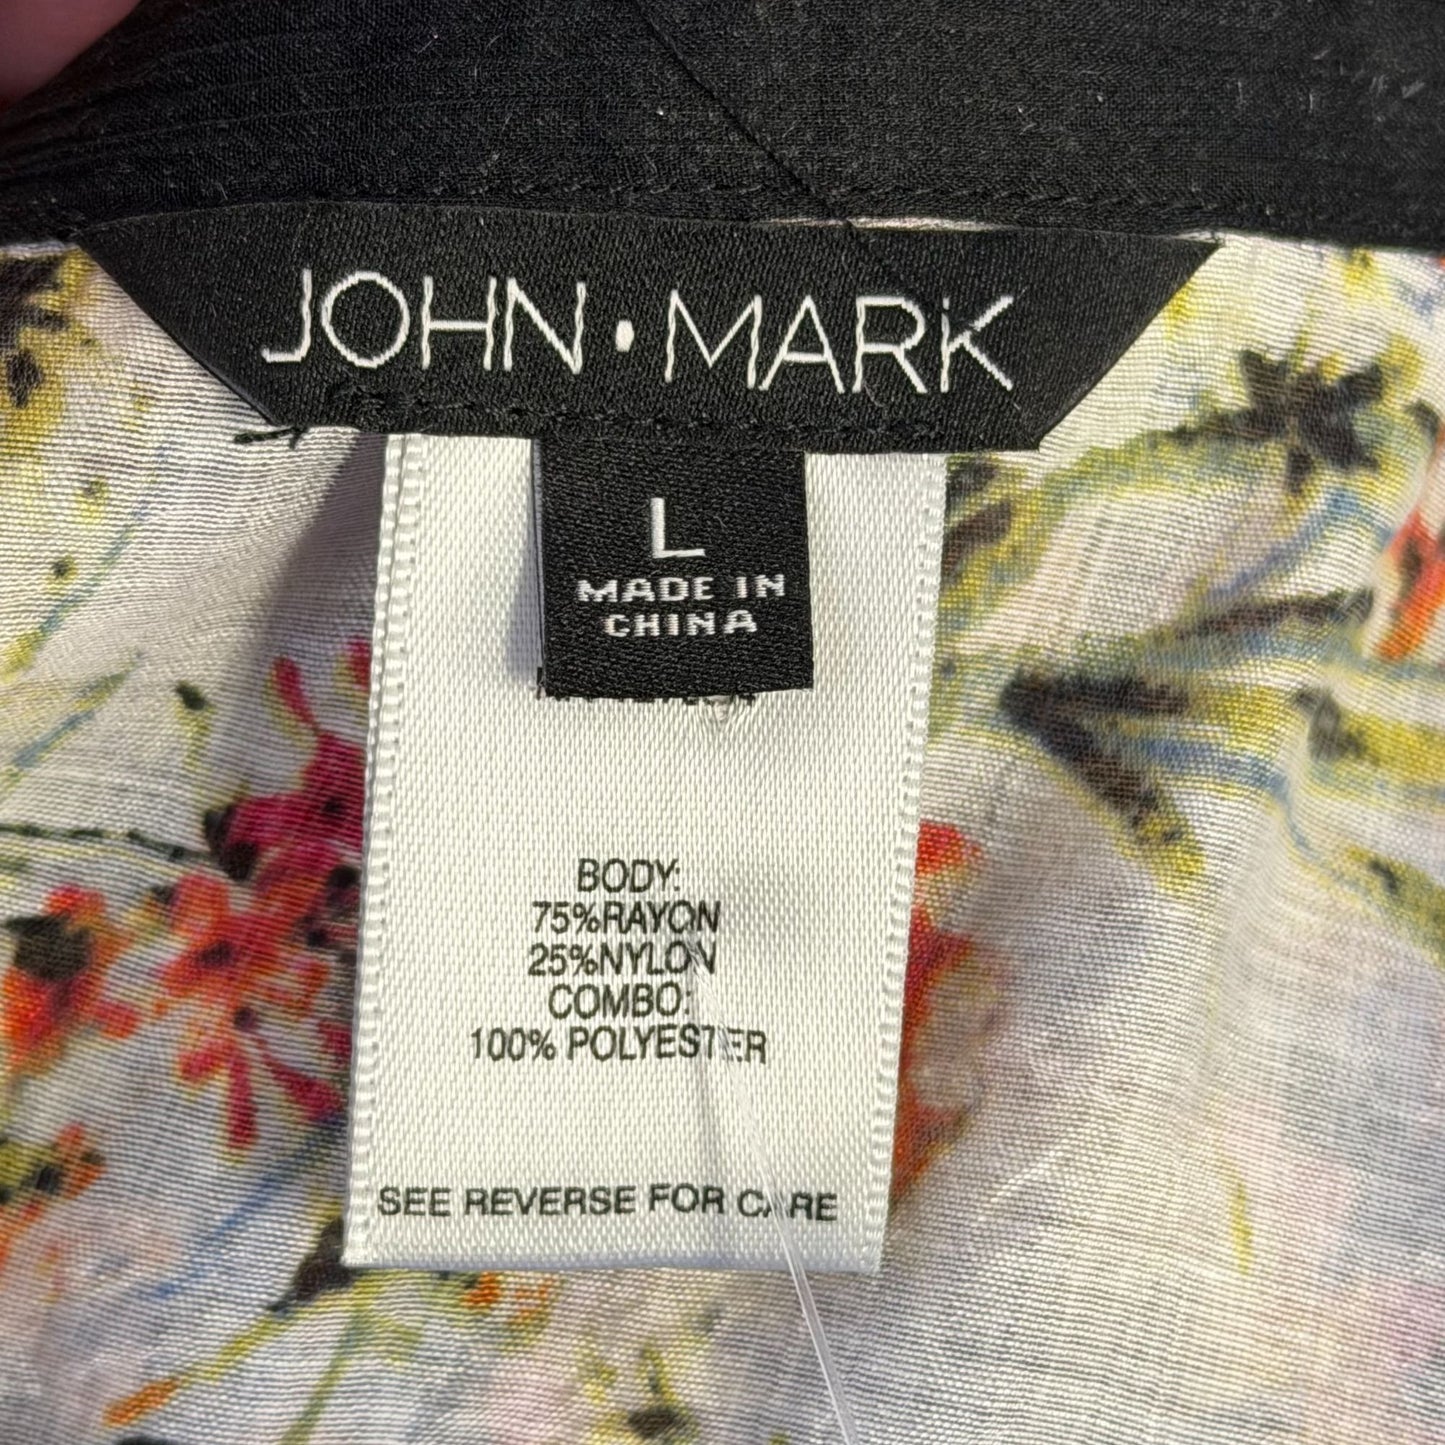 JOHN • MARK
L
MADE IN
CHINA
BODY:
75%RAYON
25%NYLON
COMBO:
100% POLYESTER
SEE REVERSE FOR CARE